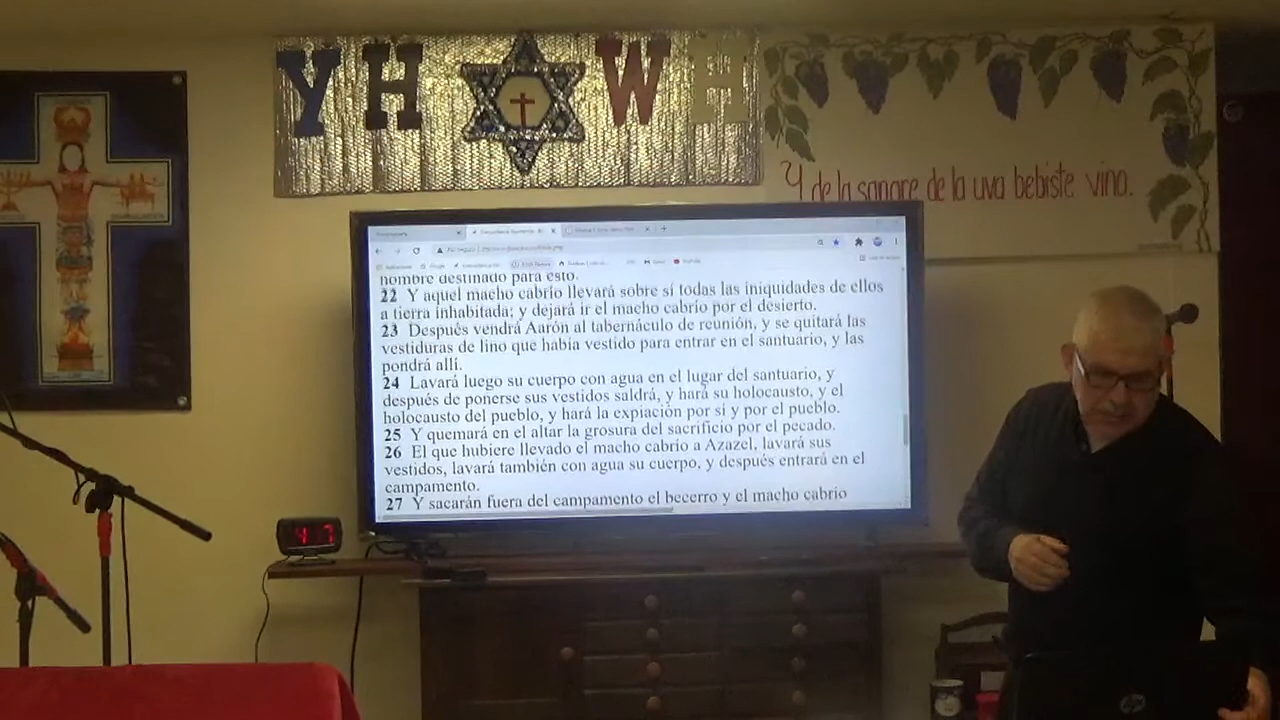 YHWH
Y de la sangre de la uva bebiste vino.
nombre destinado para esto.
22 Y aquel macho cabrío llevará sobre sí todas las iniquidades de ellos
a tierra inhabitada; y dejará ir el macho cabrío por el desierto.
23 Después vendrá Aarón al tabernáculo de reunión, y se quitará las
vestiduras de lino que había vestido para entrar en el santuario, y las
pondrá allí.
24 Lavará luego su cuerpo con agua en el lugar del santuario, y
después de ponerse sus vestidos saldrá, y hará su holocausto, y el
holocausto del pueblo, y hará la expiación por sí y por el pueblo.
25 Y quemará en el altar la grosura del sacrificio por el pecado.
26 El que hubiere llevado el macho cabrío a Azazel, lavará sus
vestidos, lavará también con agua su cuerpo, y después entrará en el
campamento.
27 Y sacarán fuera del campamento el becerro y el macho cabrío
4 7
hp